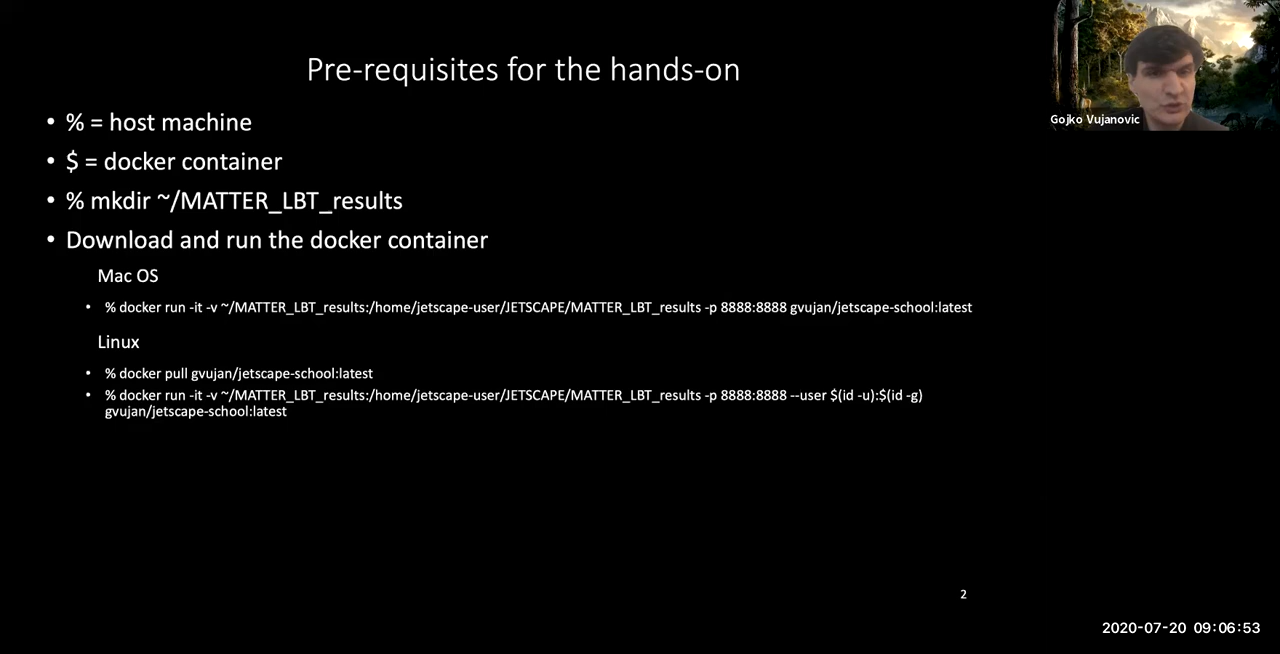 Pre-requisites for the hands-on
Gojko Vujanovic
• % = host machine
• $ = docker container
• % mkdir ~/MATTER_LBT_results
• Download and run the docker container
Mac OS
• % docker run -it -v ~/MATTER_LBT_results:/home/jetscape-user/JETSCAPE/MATTER_LBT_results -p 8888:8888 gvujan/jetscape-school:latest
Linux
• % docker pull gvujan/jetscape-school:latest
• % docker run -it -v ~/MATTER_LBT_results:/home/jetscape-user/JETSCAPE/MATTER_LBT_results -p 8888:8888 --user $(id -u):$(id -g)
gvujan/jetscape-school:latest
2
2020-07-20 09:06:53